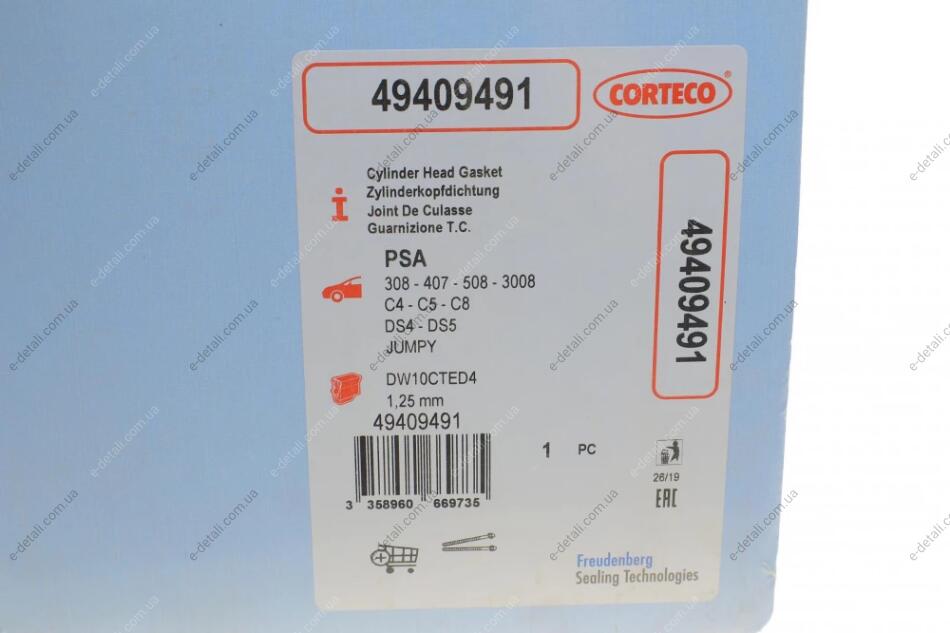 49409491
CORTECO®
Cylinder Head Gasket
Zylinderkopfdichtung
Joint De Culasse
Guarnizione T.C.
PSA
308 - 407 - 508 - 3008
C4 - C5 - C8
DS4 - DS5
JUMPY
DW10CTED4
1,25 mm
49409491
3 358960 669735
1 PC
49409491
26/19
EAC
Freudenberg
Sealing Technologies
e-detali.com.ua